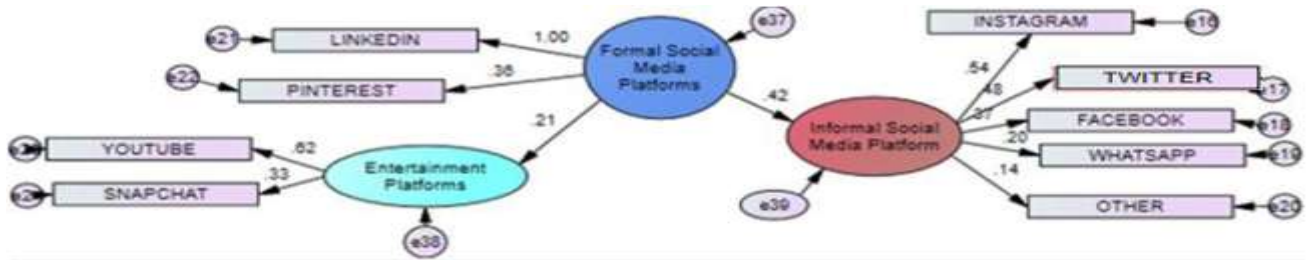 INSTAGRAM
e16
e37
e21
LINKEDIN
1.00
Formal Social
Media
Platforms
.54
TWITTER
e17
e22
PINTEREST
.36
.48
.42
.37
FACEBOOK
e18
.21
Informal Social
Media Platform
.20
WHATSAPP
e19
YOUTUBE
.62
Entertainment
Platforms
.14
SNAPCHAT
.33
e39
OTHER
e20
e38